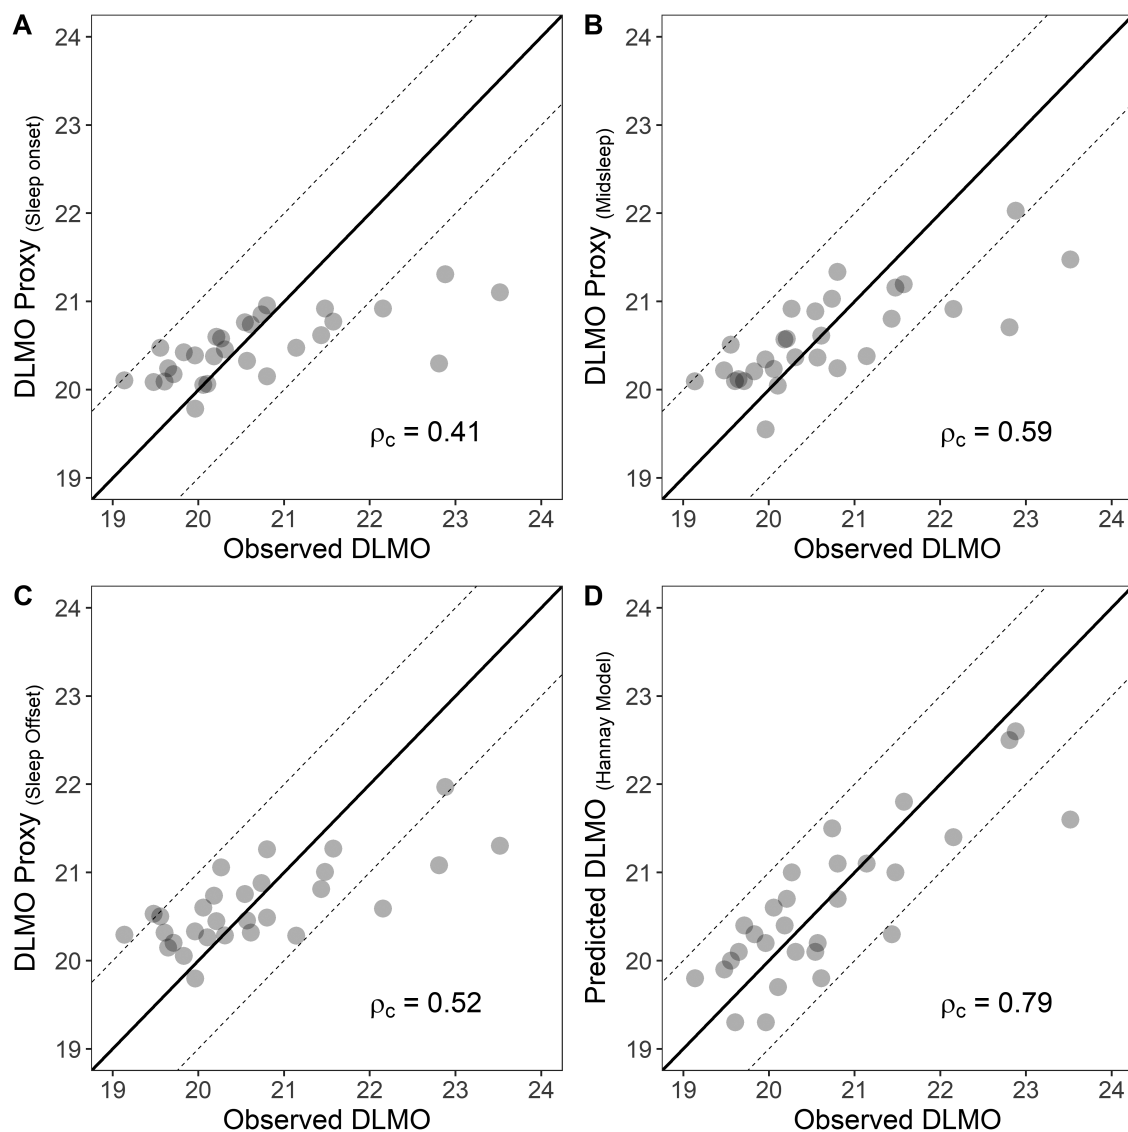 A
24
23
22
21
20
19
DLMO Proxy (Sleep onset)
ρc = 0.41
19 20 21 22 23 24
Observed DLMO
B
24
23
22
21
20
19
DLMO Proxy (Midsleep)
ρc = 0.59
19 20 21 22 23 24
Observed DLMO
C
24
23
22
21
20
19
DLMO Proxy (Sleep Offset)
ρc = 0.52
19 20 21 22 23 24
Observed DLMO
D
24
23
22
21
20
19
Predicted DLMO (Hannay Model)
ρc = 0.79
19 20 21 22 23 24
Observed DLMO